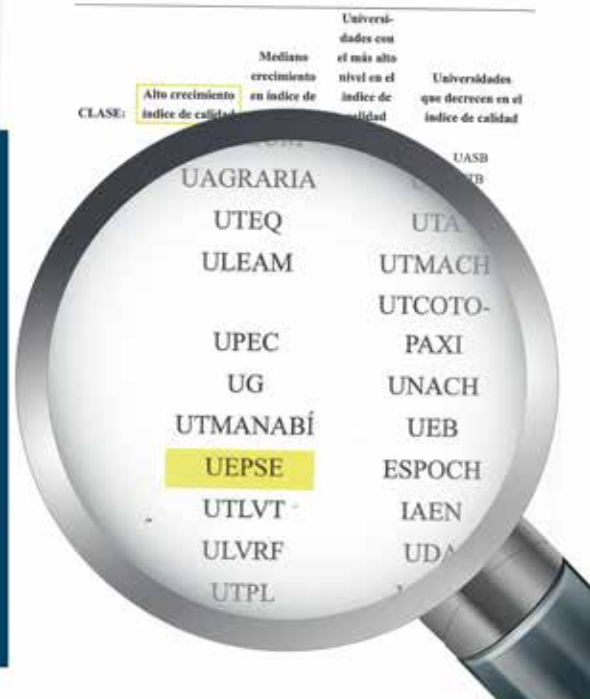 CLASE:
Alto crecimiento
índice de calidad
Mediano
crecimiento
en índice de
Universi-
dades con
el más alto
nivel en el
índice de
Universidades
que decrecen en el
índice de calidad
UASB
UAGRARIA
UTEQ UTA
ULEAM UTMACH
UTCOTO-
UPEC PAXI
UG UNACH
UTMANABÍ UEB
UEPSE ESPOCH
UTLVT IAEN
ULVRF UDA
UTPL